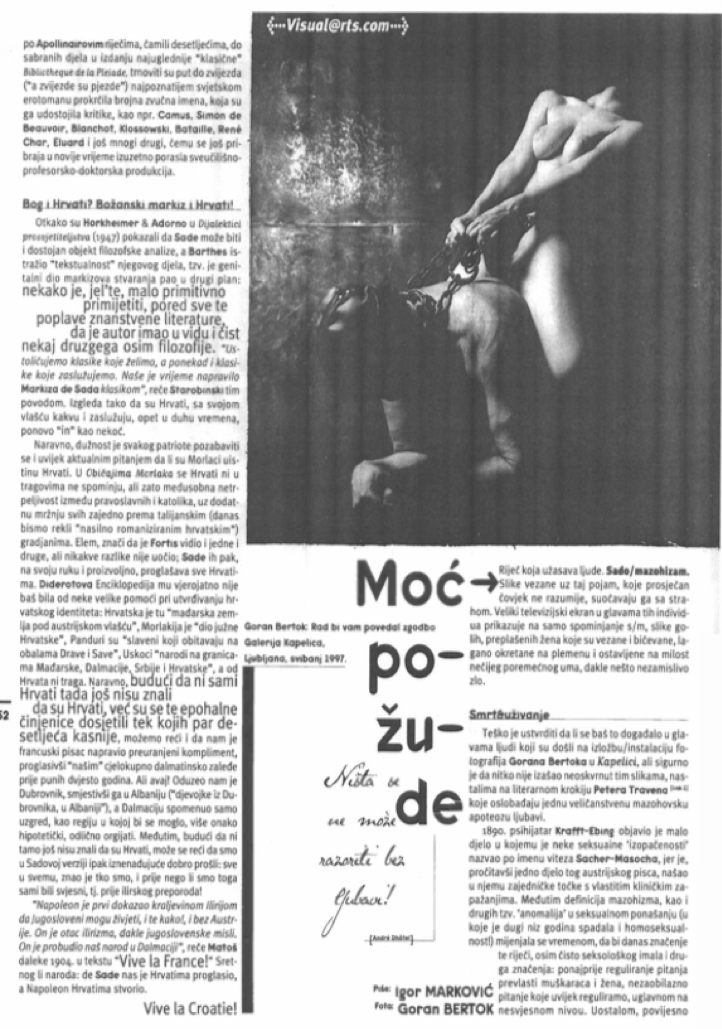 po Apollinairovim riječima, čamili desetljećima, do
sabranih djela u izdanju najuglednije "klasične"
Bibliotheque de la Pleiade, trnoviti su put do zvijezda
("a zvijezde su pjezde") najpoznatijem svjetskom
erotomanu prokrčila brojna zvučna imena, koja su
ga udostojila kritike, kao npr. Camus, Simon de
Beauvoir, Blanchot, Klossowski, Bataille, René
Char, Eluard i još mnogi drugi, čemu se još pri-
braja u novije vrijeme izuzetno porasla sveučilišno-
profesorsko-doktorska produkcija.
Bog i Hrvati? Božanski markiz i Hrvati!
Otkako su Horkheimer & Adorno u Dijalektici
prosvjetiteljstva (1947) pokazali da Sade može biti
i dostojan objekt filozofske analize, a Barthes is-
tražio "tekstualnost" njegovog djela, tzv. je geni-
talni dio markizova stvaranja pao u drugi plan:
nekako je, jel'te, malo primitivno
primijetiti, pored sve te
poplave znanstvene literature,
da je autor imao u vidu i čist
nekaj druzgega osim filozofije. "Us-
toličujemo klasike koje želimo, a ponekad i klasi-
ke koje zaslužujemo. Naše je vrijeme napravilo
Markiza de Sada klasikom", reče Starobinski tim
povodom. Izgleda tako da su Hrvati, sa svojom
vlašću kakvu i zaslužuju, opet u duhu vremena,
ponovo "in" kao nekoć.
Naravno, dužnost je svakog patriote pozabaviti
se i uvijek aktualnim pitanjem da li su Morlaci uis-
tinu Hrvati. U Običajima Morlaka se Hrvati ni u
tragovima ne spominju, ali zato međusobna netr-
peljivost između pravoslavnih i katolika, uz dodat-
nu mržnju svih zajedno prema talijanskim (danas
bismo rekli "nasilno romaniziranim hrvatskim")
gradjanima. Elem, znači da je Fortis vidio i jedne i
druge, ali nikakve razlike nije uočio; Sade ih pak,
na svoju ruku i proizvoljno, proglašava sve Hrvati-
ma. Diderotova Enciklopedija mu vjerojatno nije
baš bila od neke velike pomoći pri utvrđivanju hr-
vatskog identiteta: Hrvatska je tu "mađarska zem-
lja pod austrijskom vlašću", Morlakija je "dio južne
Hrvatske", Panduri su "slaveni koji obitavaju na
obalama Drave i Save", Uskoci "narodi na granica-
ma Mađarske, Dalmacije, Srbije i Hrvatske", a od
Hrvata ni traga. Naravno, budući da ni sami
Hrvati tada još nisu znali
da su Hrvati, već su se te epohalne
činjenice dosjetili tek kojih par de-
setljeća kasnije, možemo reći i da nam je
francuski pisac napravio preuranjeni kompliment,
proglasivši "našim" cjelokupno dalmatinsko zaleđe
prije punih dvjesto godina. Ali avaj! Oduzeo nam je
Dubrovnik, smjestivši ga u Albaniju ("djevojke iz Du-
brovnika, u Albaniji"), a Dalmaciju spomenuo samo
uzgred, kao regiju u kojoj bi se moglo, više onako
hipotetički, odlično orgijati. Međutim, budući da ni
tamo još nisu znali da su Hrvati, može se reći da smo
u Sadovoj verziji ipak iznenađujuće dobro prošli: sve
u svemu, znao je tko smo, i prije nego li smo toga
sami bili svjesni, tj. prije ilirskog preporoda!
"Napoleon je prvi dokazao kraljevinom Ilirijom
da jugosloveni mogu živjeti, i te kako!, i bez Austr-
ije. On je otac ilirizma, dakle jugoslovenske misli.
On je probudio naš narod u Dalmaciji", reče Matoš
daleke 1904. u tekstu "Vive la France!" Sret-
nog li naroda: de Sade nas je Hrvatima proglasio,
a Napoleon Hrvatima stvorio.
Vive la Croatie!
52
Visual@rts.com
Goran Bertok: Rad bi vam povedal zgodbo
Galerija Kapelica,
Ljubljana, svibanj 1997.
Moć
po-
žu-
de
Ništa se
ne može
razoriti bez
ljubavi!
Piše: Igor MARKOVIĆ
Foto: Goran BERTOK
Riječ koja užasava ljude. Sado/mazohizam.
Slike vezane uz taj pojam, koje prosječan
čovjek ne razumije, suočavaju ga sa stra-
hom. Veliki televizijski ekran u glavama tih individ-
ua prikazuje na samo spominjanje s/m, slike go-
lih, preplašenih žena koje su vezane i bičevane, la-
gano okretane na plemenu i ostavljene na milost
nečijeg poremećnog uma, dakle nešto nezamislivo
zlo.
Smrt&uživanje
Teško je ustvrditi da li se baš to događalo u gla-
vama ljudi koji su došli na izložbu/instalaciju fo-
tografija Gorana Bertoka u Kapelici, ali sigurno
je da nitko nije izašao neoskvrnut tim slikama, nas-
talima na literarnom krokiju Petera Travena
koje oslobađaju jednu veličanstvenu mazohovsku
apoteozu ljubavi.
1890. psihijatar Krafft-Ebing objavio je malo
djelo u kojemu je neke seksualne 'izopačenosti'
nazvao po imenu viteza Sacher-Masocha, jer je,
pročitavši jedno djelo tog austrijskog pisca, našao
u njemu zajedničke točke s vlastitim kliničkim za-
pažanjima. Međutim definicija mazohizma, kao i
drugih tzv. 'anomalija' u seksualnom ponašanju (u
koje je dugi niz godina spadala i homoseksual-
nost!) mijenjala se vremenom, da bi danas značenje
te riječi, osim čisto seksološkog imala i dru-
ga značenja: ponajprije reguliranje pitanja
prevlasti muškaraca i žena, nezaobilazno
pitanje koje uvijek reguliramo, uglavnom na
nesvjesnom nivou. Uostalom, povijesno